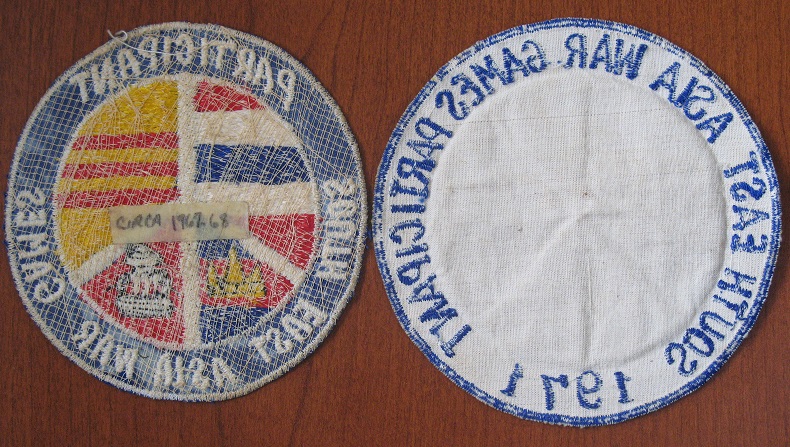 PARTICIPANT
SOUTH EAST ASIA WAR GAMES
CIRCA 1967-68
SOUTH EAST ASIA WAR GAMES PARTICIPANT
1971